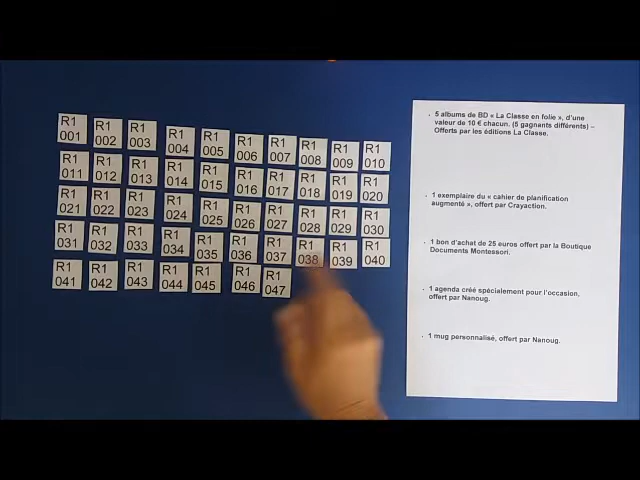 R1 R1 R1 R1 R1 R1 R1 R1 R1 R1
001 002 003 004 005 006 007 008 009 010
R1 R1 R1 R1 R1 R1 R1 R1 R1 R1
011 012 013 014 015 016 017 018 019 020
R1 R1 R1 R1 R1 R1 R1 R1 R1 R1
021 022 023 024 025 026 027 028 029 030
R1 R1 R1 R1 R1 R1 R1 R1 R1 R1
031 032 033 034 035 036 037 038 039 040
R1 R1 R1 R1 R1 R1 R1
041 042 043 044 045 046 047
. 5 albums de BD « La Classe en folie », d'une
valeur de 10 € chacun. (5 gagnants différents) –
Offerts par les éditions La Classe.
. 1 exemplaire du « cahier de planification
augmenté », offert par Crayaction.
. 1 bon d'achat de 25 euros offert par la Boutique
Documents Montessori.
. 1 agenda créé spécialement pour l'occasion,
offert par Nanoug.
. 1 mug personnalisé, offert par Nanoug.